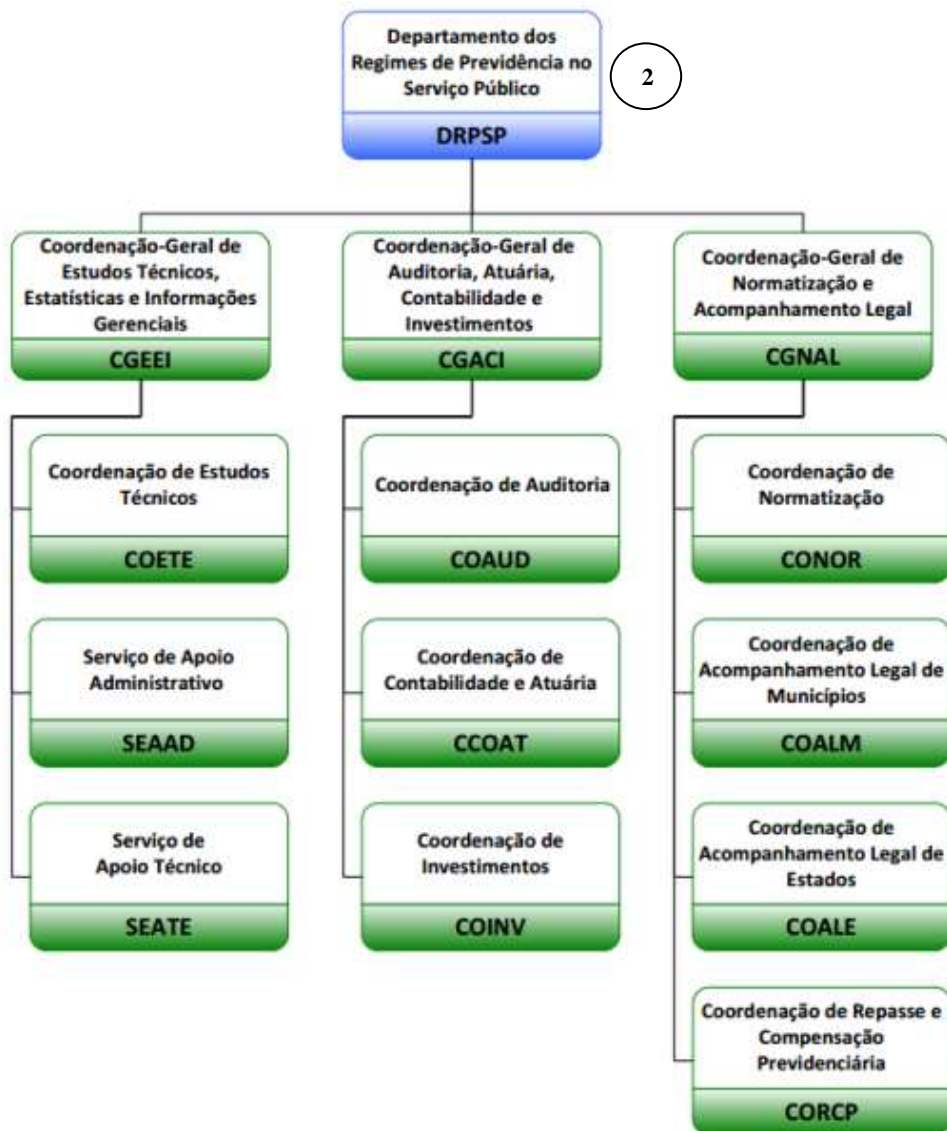 Departamento dos
Regimes de Previdência no
Serviço Público
DRPSP
2
Coordenação-Geral de
Estudos Técnicos,
Estatísticas e Informações
Gerenciais
CGEEI
Coordenação de Estudos
Técnicos
COETE
Serviço de Apoio
Administrativo
SEAAD
Serviço de
Apoio Técnico
SEATE
Coordenação-Geral de
Auditoria, Atuária,
Contabilidade e
Investimentos
CGACI
Coordenação de Auditoria
COAUD
Coordenação de
Contabilidade e Atuária
CCOAT
Coordenação de
Investimentos
COINV
Coordenação-Geral de
Normatização e
Acompanhamento Legal
CGNAL
Coordenação de
Normatização
CONOR
Coordenação de
Acompanhamento Legal de
Municípios
COALM
Coordenação de
Acompanhamento Legal de
Estados
COALE
Coordenação de Repasse e
Compensação
Previdenciária
CORCP